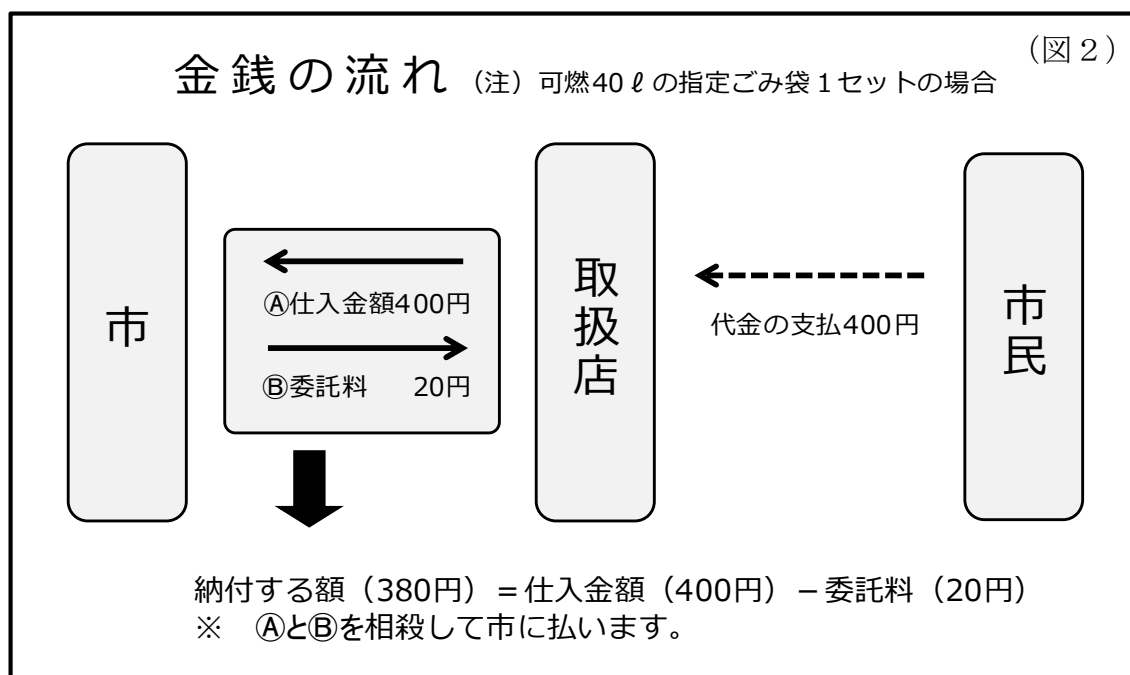 (図２)
金銭の流れ (注) 可燃40ℓの指定ごみ袋１セットの場合
市
Ⓐ仕入金額400円
Ⓑ委託料 20円
取扱店
代金の支払400円
市民
納付する額（380円）＝仕入金額（400円）－委託料（20円）
※ ⒶとⒷを相殺して市に払います。